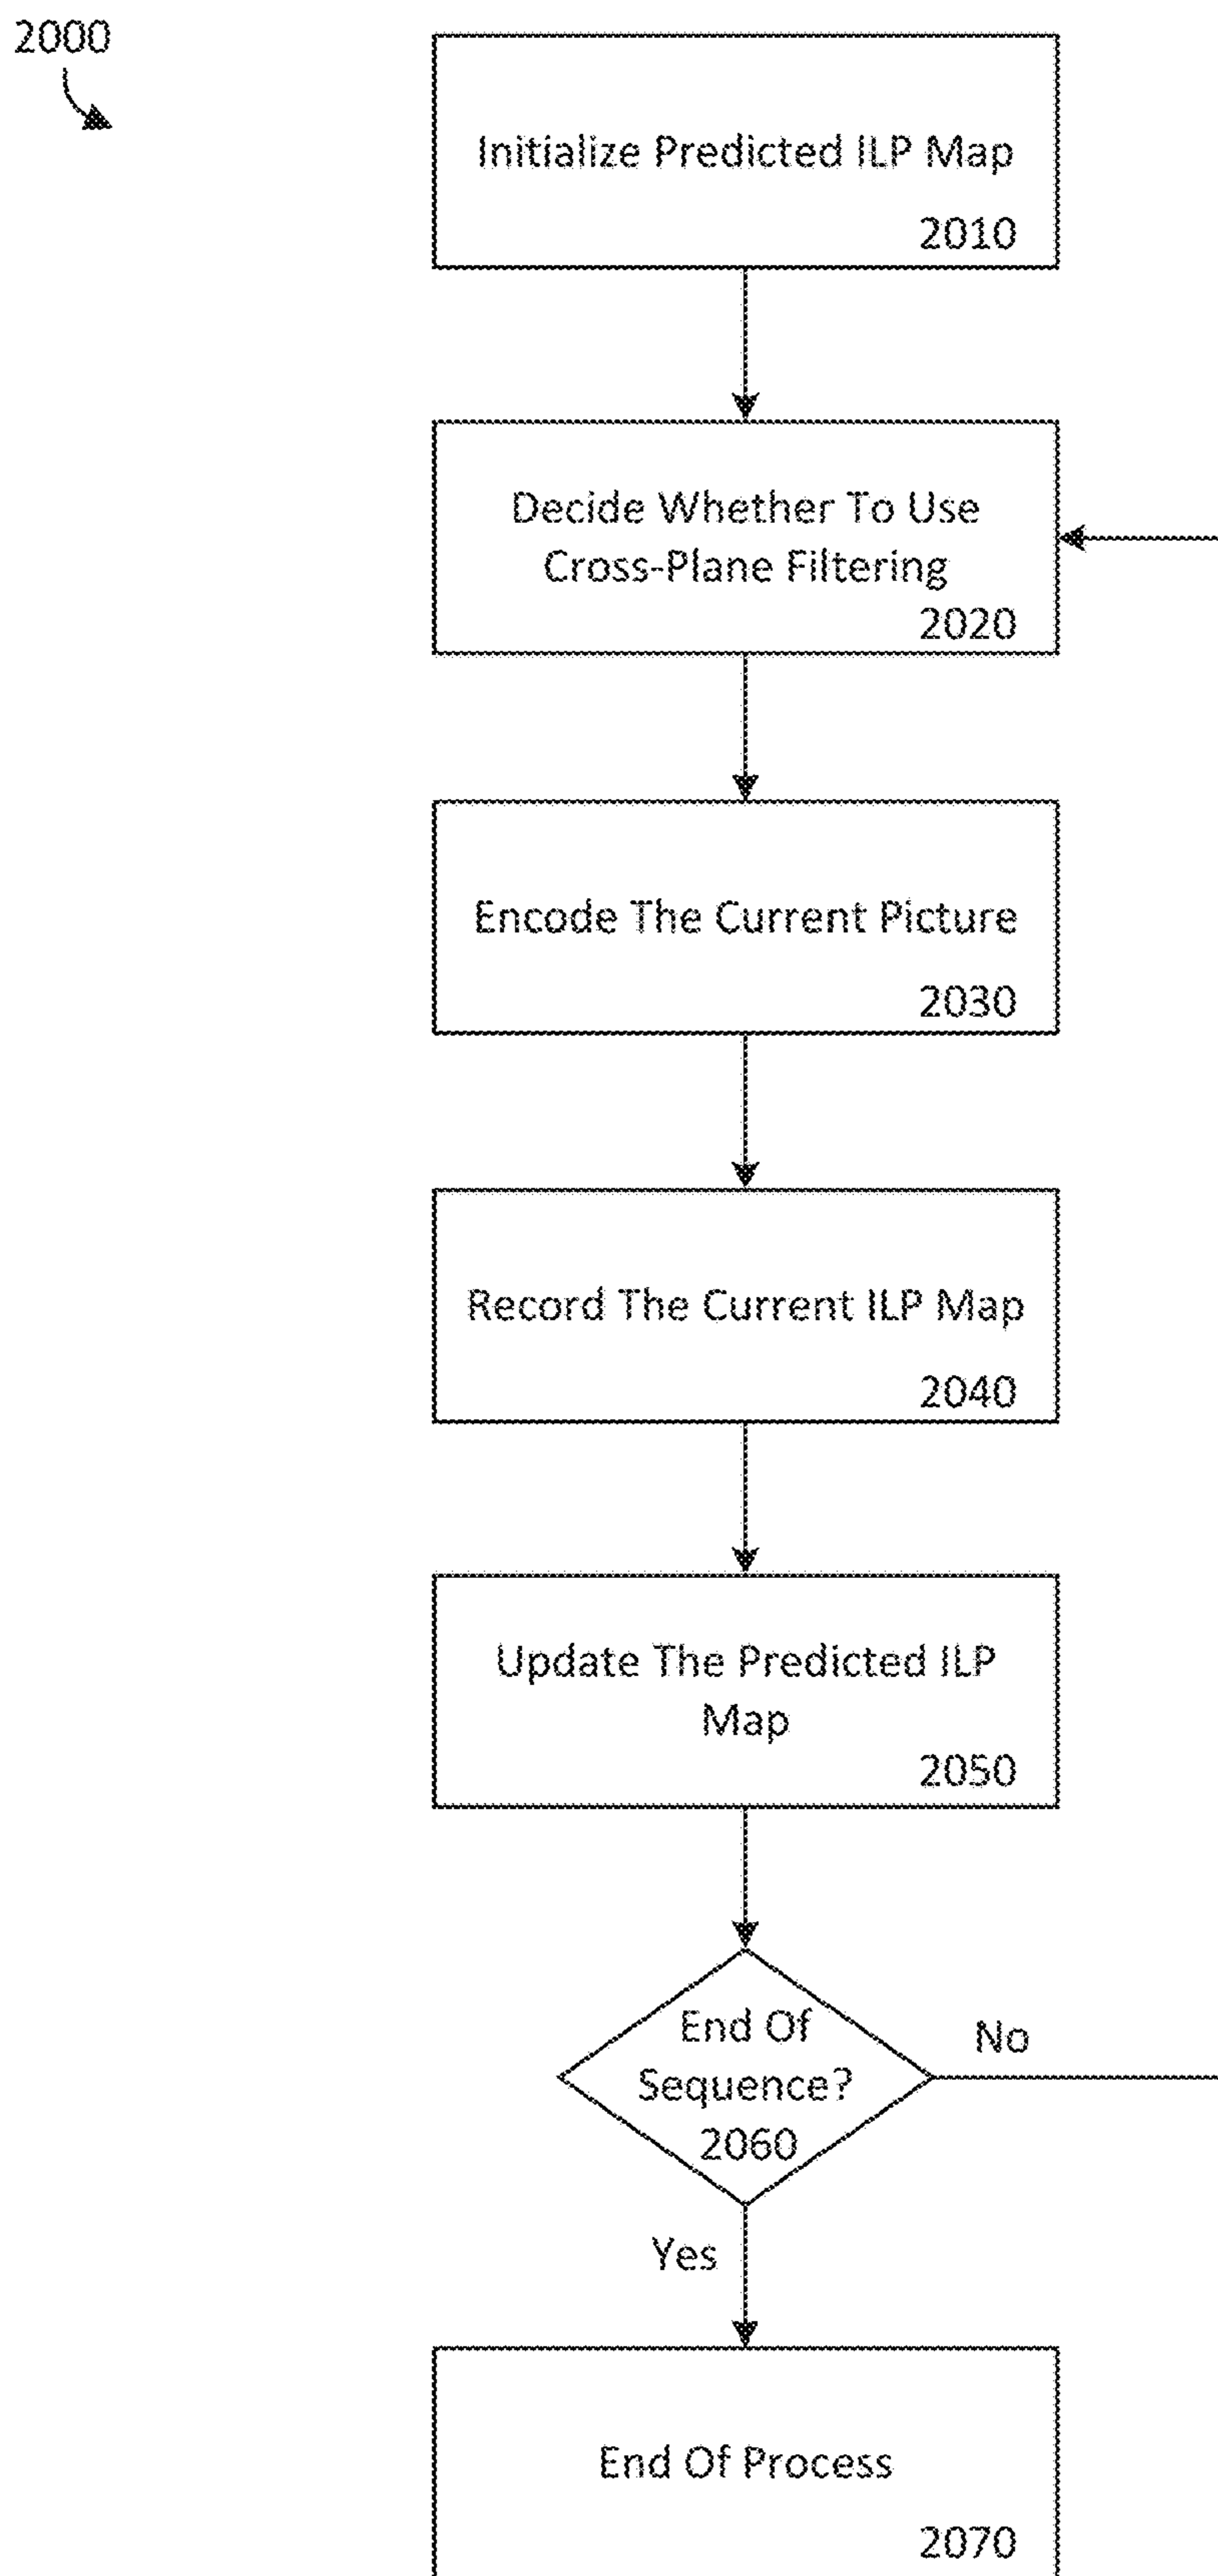 2000
Initialize Predicted ILP Map
2010
Decide Whether To Use
Cross-Plane Filtering
2020
Encode The Current Picture
2030
Record The Current ILP Map
2040
Update The Predicted ILP
Map
2050
End Of
Sequence?
2060
No
Yes
End Of Process
2070